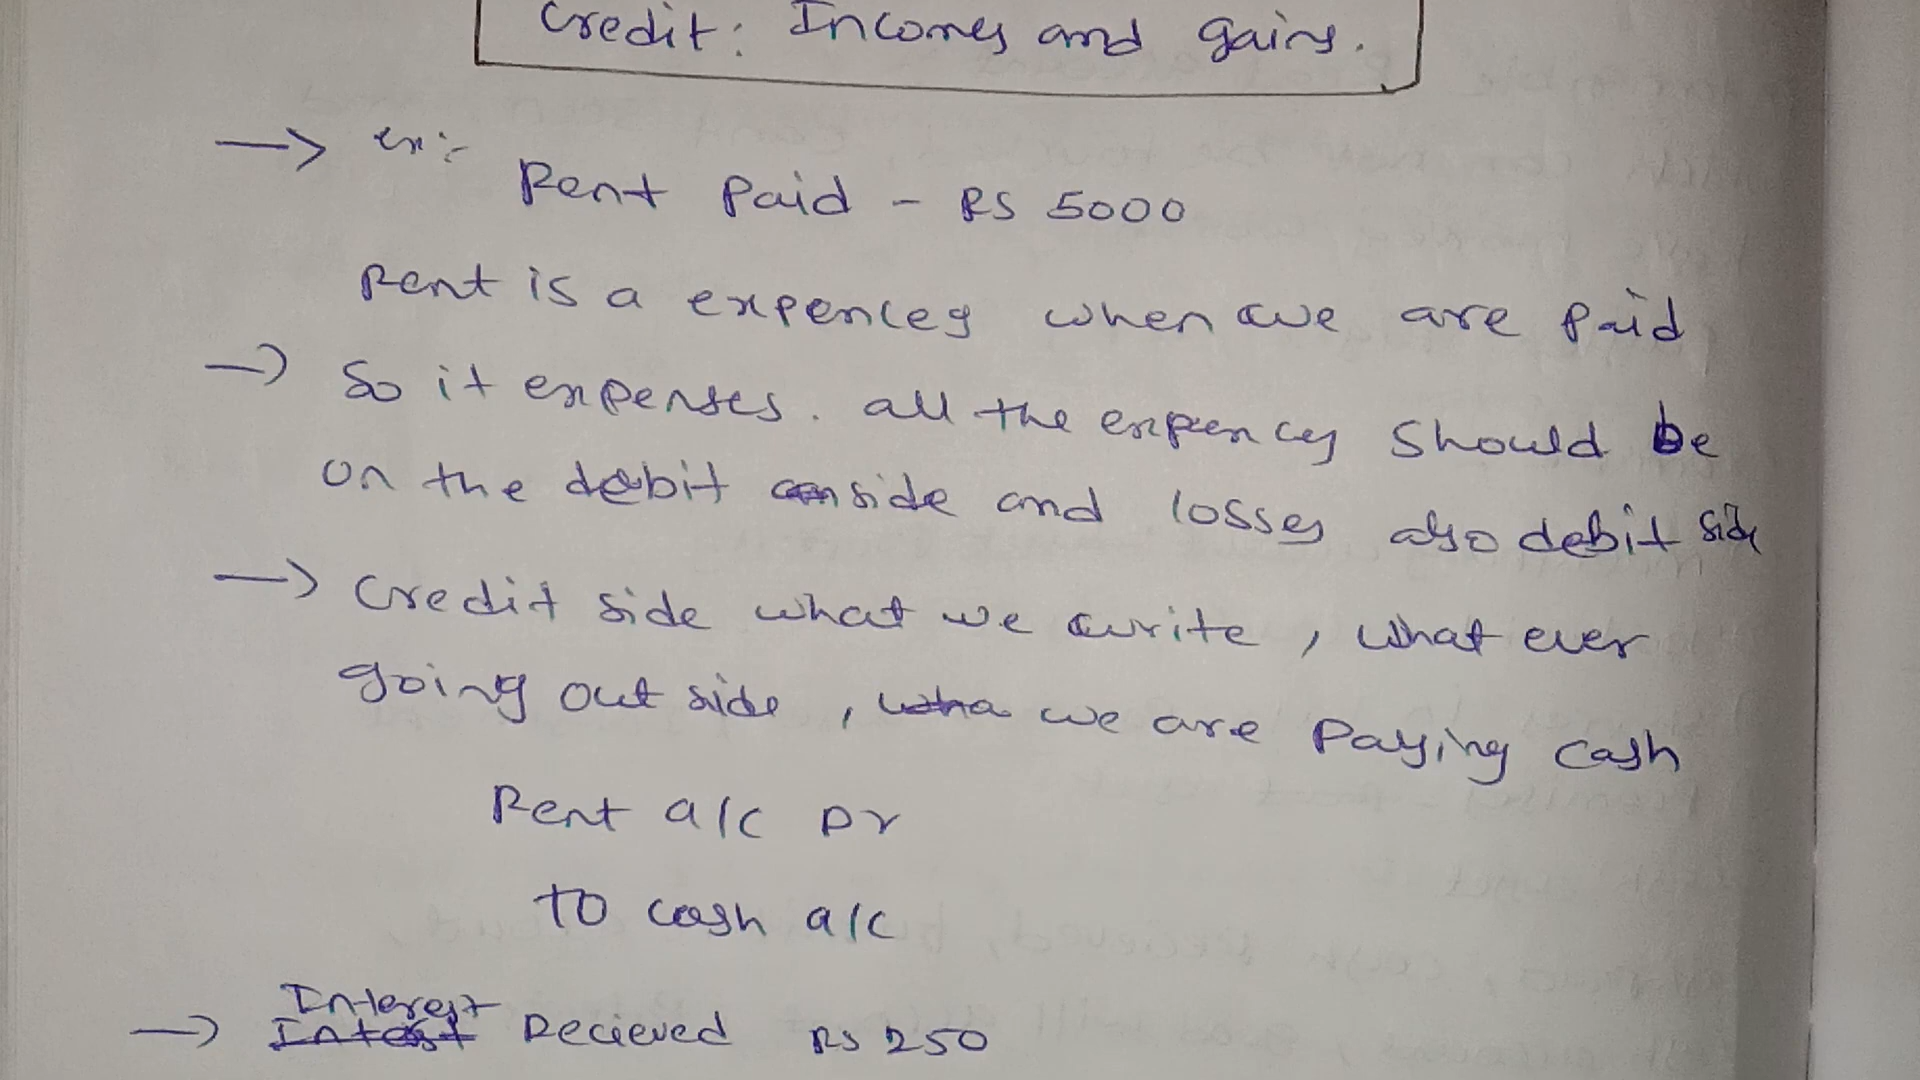 Credit: Incomes and gains.
→ ex:-
Rent Paid - RS 5000
Rent is a expences when we are paid
→ So it expenses. all the expences should be
on the debit side and losses also debit side
→ Credit side what we write, what ever
going out side, we are Paying cash
Rent a/c Dr
To cash a/c
→ Interest Recieved RS 250